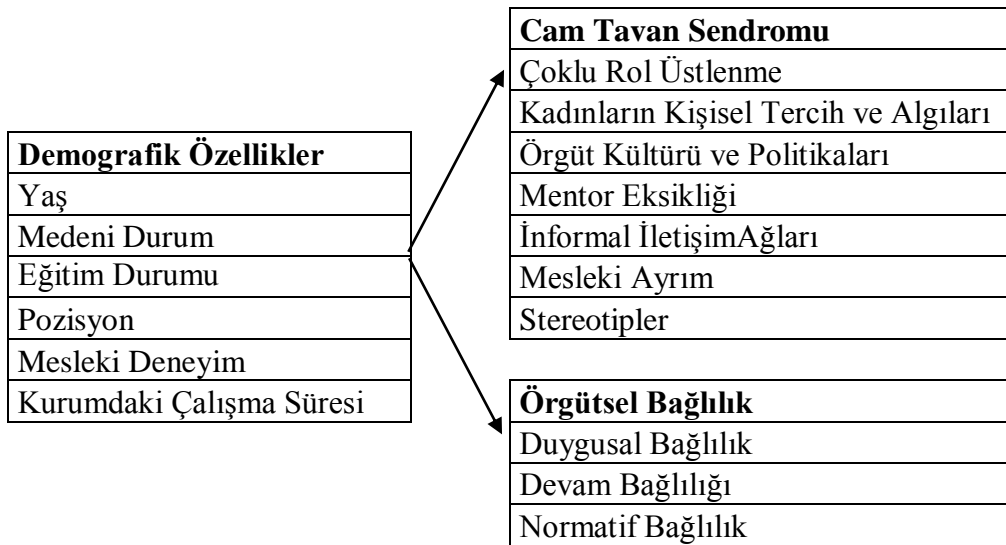 Demografik Özellikler
Yaş
Medeni Durum
Eğitim Durumu
Pozisyon
Mesleki Deneyim
Kurumdaki Çalışma Süresi
Cam Tavan Sendromu
Çoklu Rol Üstlenme
Kadınların Kişisel Tercih ve Algıları
Örgüt Kültürü ve Politikaları
Mentor Eksikliği
İnformal İletişimAğları
Mesleki Ayrım
Stereotipler
Örgütsel Bağlılık
Duygusal Bağlılık
Devam Bağlılığı
Normatif Bağlılık